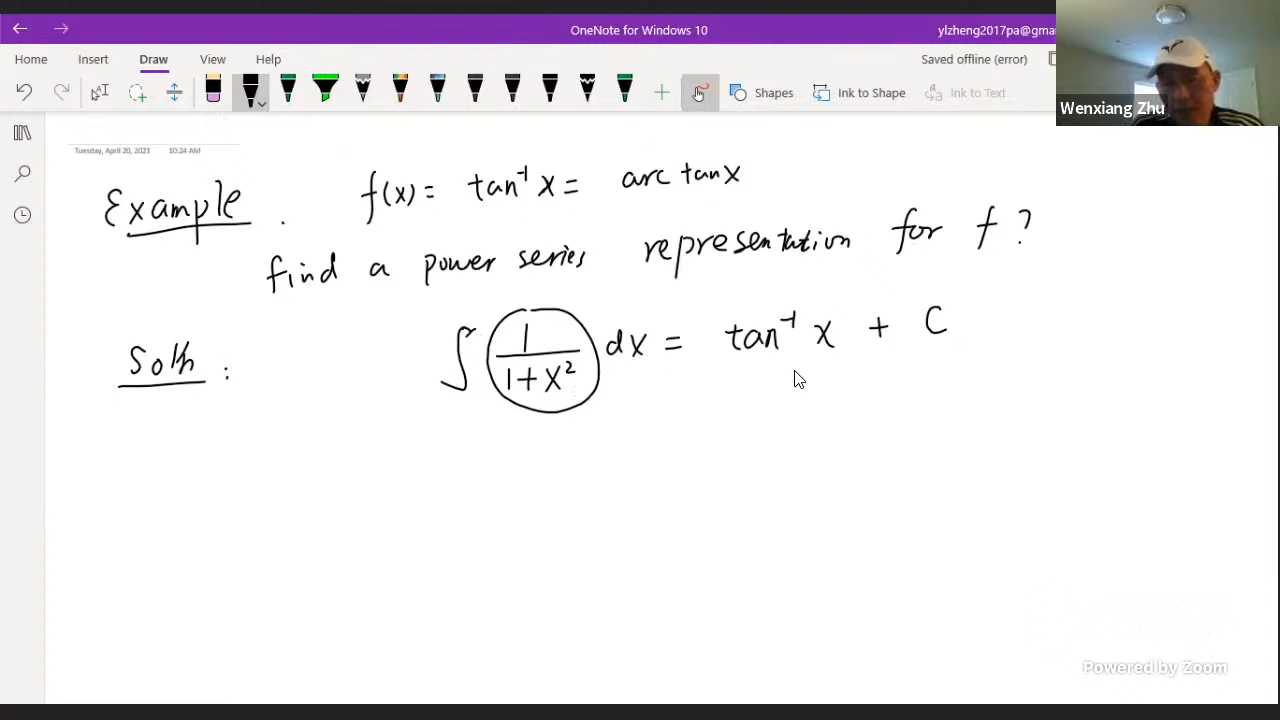 OneNote for Windows 10
ylzheng2017pa@gma
Home Insert Draw View Help
Saved offline (error)
Shapes Ink to Shape Ink to Text
Wenxiang Zhu
Tuesday, April 20, 2021 10:24 AM
Example. f(x) = tan⁻¹ x = arc tan x
find a power series representation for f?
Soln: ∫ 1/(1+x²) dx = tan⁻¹ x + C
Powered by Zoom